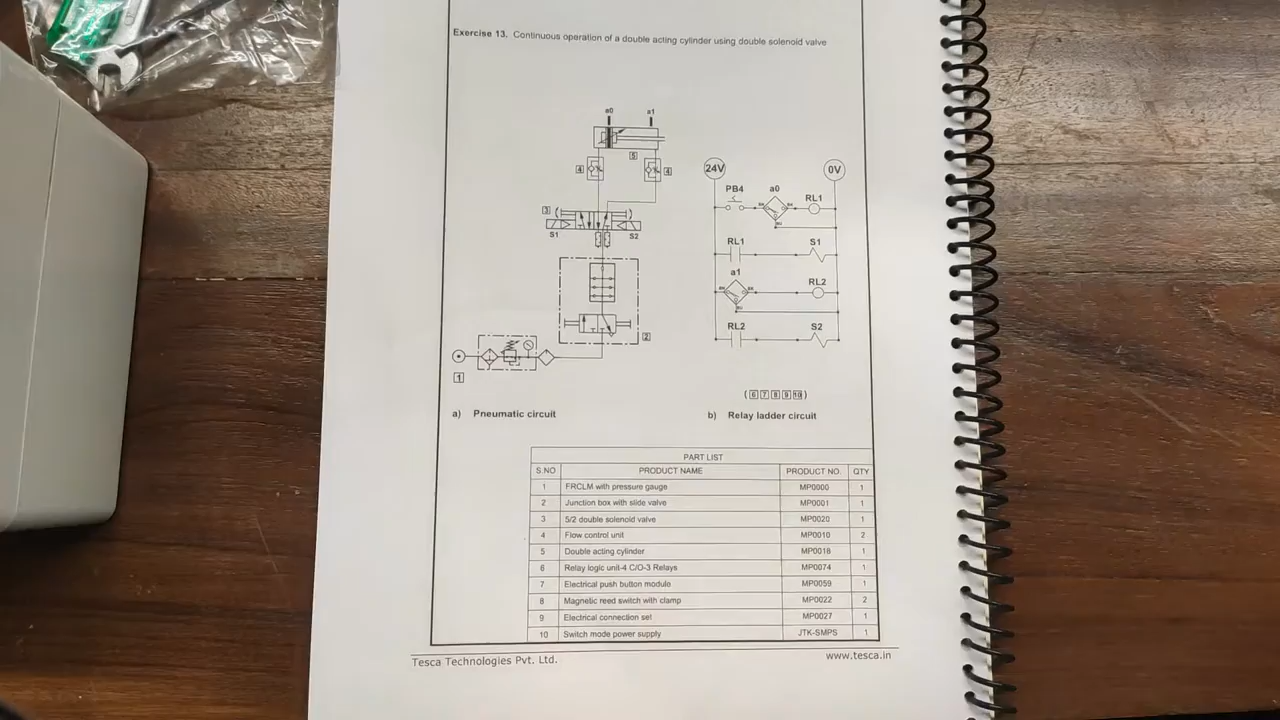 Exercise 13. Continuous operation of a double acting cylinder using double solenoid valve
a0 a1
5
4 4
3
S1 S2
2
1
24V 0V
PB4 a0 RL1
RL1 S1
a1 RL2
RL2 S2
(6 7 8 9 10)
a) Pneumatic circuit
b) Relay ladder circuit
PART LIST
S.NO PRODUCT NAME PRODUCT NO. QTY
1 FRCLM with pressure gauge MP0000 1
2 Junction box with slide valve MP0001 1
3 5/2 double solenoid valve MP0020 1
4 Flow control unit MP0010 2
5 Double acting cylinder MP0018 1
6 Relay logic unit-4 C/O-3 Relays MP0074 1
7 Electrical push button module MP0059 1
8 Magnetic reed switch with clamp MP0022 2
9 Electrical connection set MP0027 1
10 Switch mode power supply JTK-SMPS 1
Tesca Technologies Pvt. Ltd. www.tesca.in